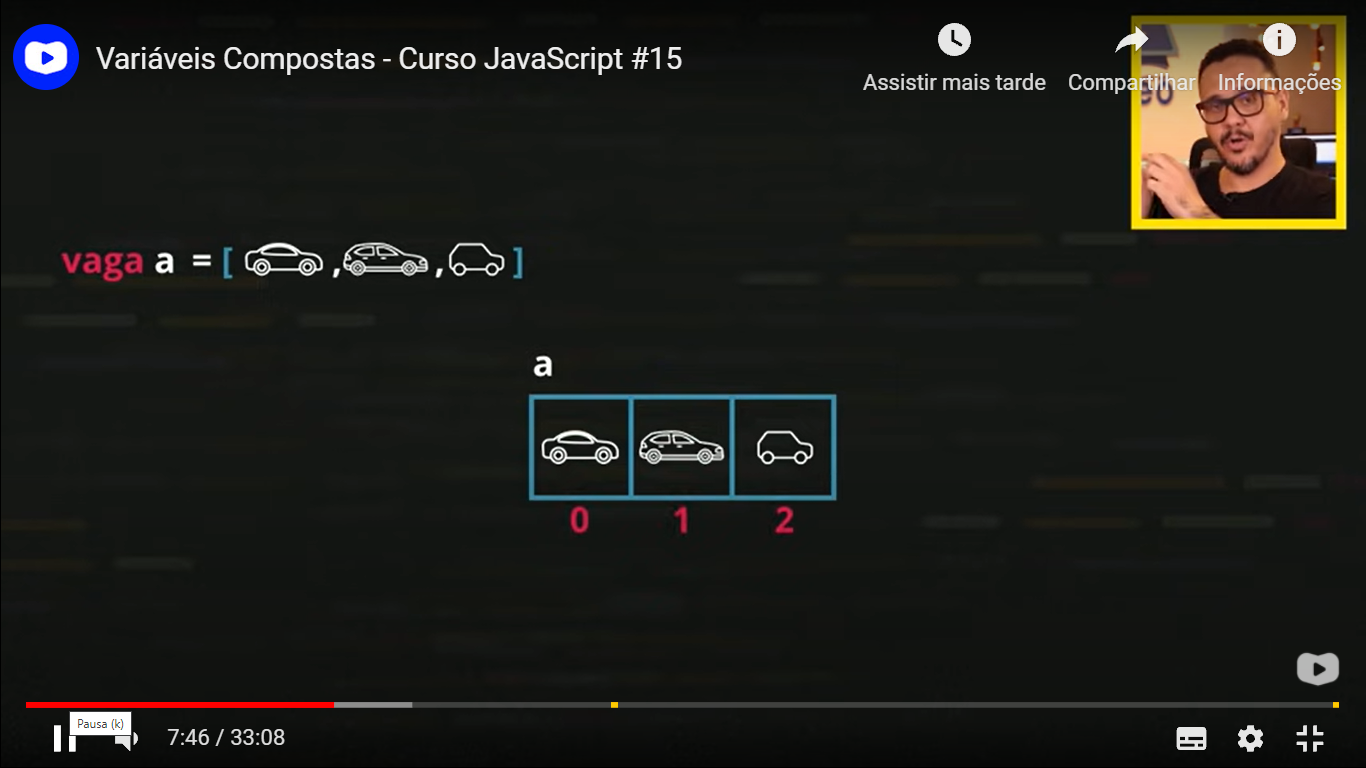 Variáveis Compostas - Curso JavaScript #15
Assistir mais tarde
Compartilhar
Informações
vaga a = [ , , ]
a
0 1 2
Pausa (k)
7:46 / 33:08